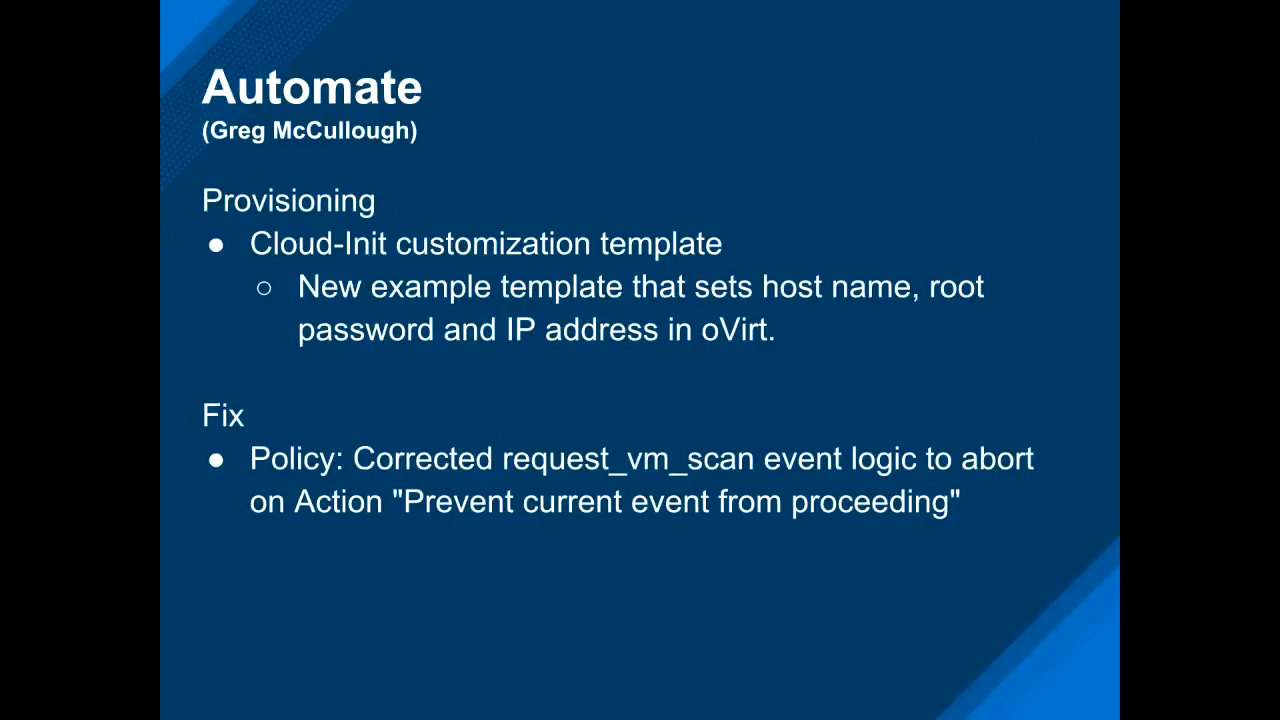 Automate
(Greg McCullough)
Provisioning
● Cloud-Init customization template
○ New example template that sets host name, root
password and IP address in oVirt.
Fix
● Policy: Corrected request_vm_scan event logic to abort
on Action "Prevent current event from proceeding"